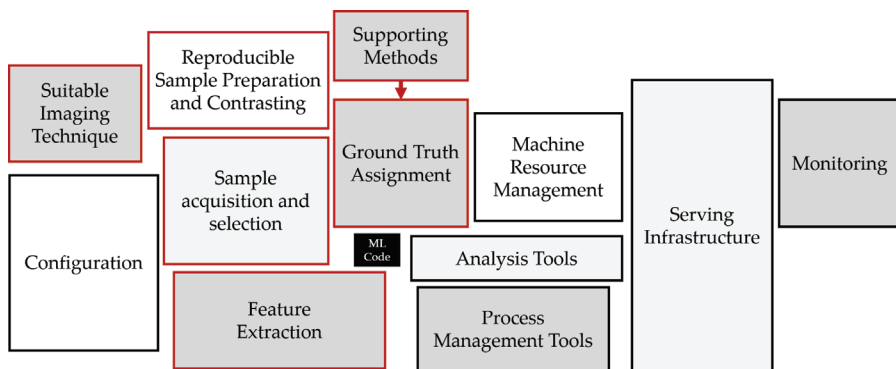 Supporting
Methods
Reproducible
Sample Preparation
and Contrasting
Suitable
Imaging
Technique
Ground Truth
Assignment
Machine
Resource
Management
Monitoring
Sample
acquisition and
selection
Serving
Infrastructure
Configuration
ML
Code
Analysis Tools
Feature
Extraction
Process
Management Tools